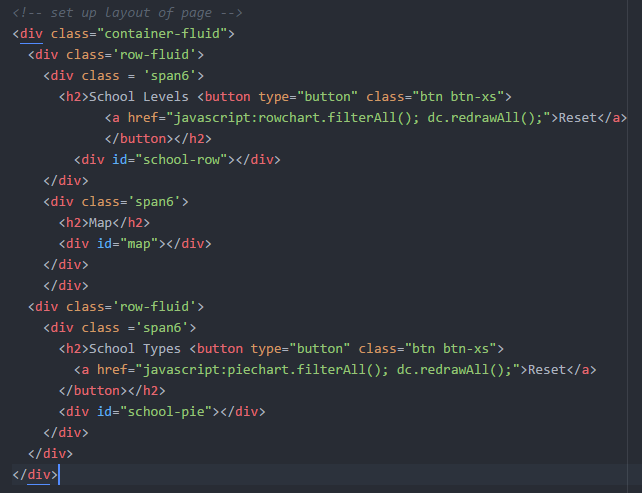 <!-- set up layout of page -->
<div class="container-fluid">
  <div class='row-fluid'>
    <div class = 'span6'>
      <h2>School Levels <button type="button" class="btn btn-xs">
            <a href="javascript:rowchart.filterAll(); dc.redrawAll();">Reset</a>
            </button></h2>
        <div id="school-row"></div>
    </div>
    <div class='span6'>
      <h2>Map</h2>
      <div id="map"></div>
    </div>
    </div>
  <div class='row-fluid'>
    <div class ='span6'>
      <h2>School Types <button type="button" class="btn btn-xs">
        <a href="javascript:piechart.filterAll(); dc.redrawAll();">Reset</a>
      </button></h2>
      <div id="school-pie"></div>
    </div>
  </div>
</div>